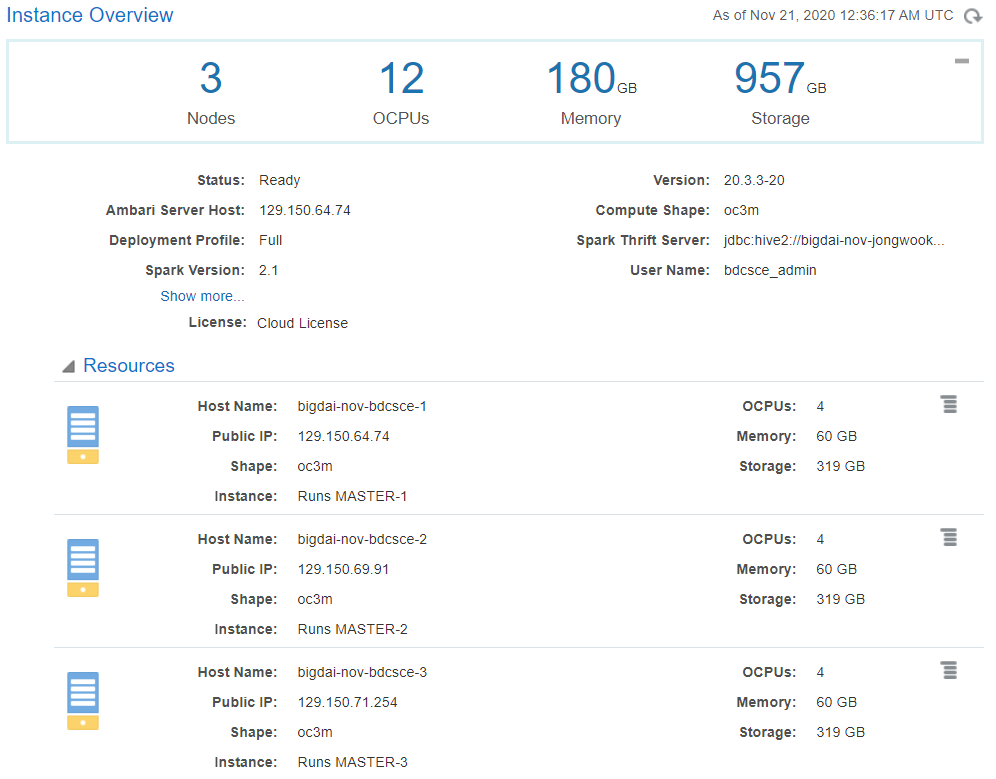 Instance Overview
As of Nov 21, 2020 12:36:17 AM UTC
3 12 180 GB 957 GB
Nodes OCPUs Memory Storage
Status: Ready Version: 20.3.3-20
Ambari Server Host: 129.150.64.74 Compute Shape: oc3m
Deployment Profile: Full Spark Thrift Server: jdbc:hive2://bigdai-nov-jongwook...
Spark Version: 2.1 User Name: bdcsce_admin
Show more...
License: Cloud License
Resources
Host Name: bigdai-nov-bdcsce-1 OCPUs: 4
Public IP: 129.150.64.74 Memory: 60 GB
Shape: oc3m Storage: 319 GB
Instance: Runs MASTER-1
Host Name: bigdai-nov-bdcsce-2 OCPUs: 4
Public IP: 129.150.69.91 Memory: 60 GB
Shape: oc3m Storage: 319 GB
Instance: Runs MASTER-2
Host Name: bigdai-nov-bdcsce-3 OCPUs: 4
Public IP: 129.150.71.254 Memory: 60 GB
Shape: oc3m Storage: 319 GB
Instance: Runs MASTER-3